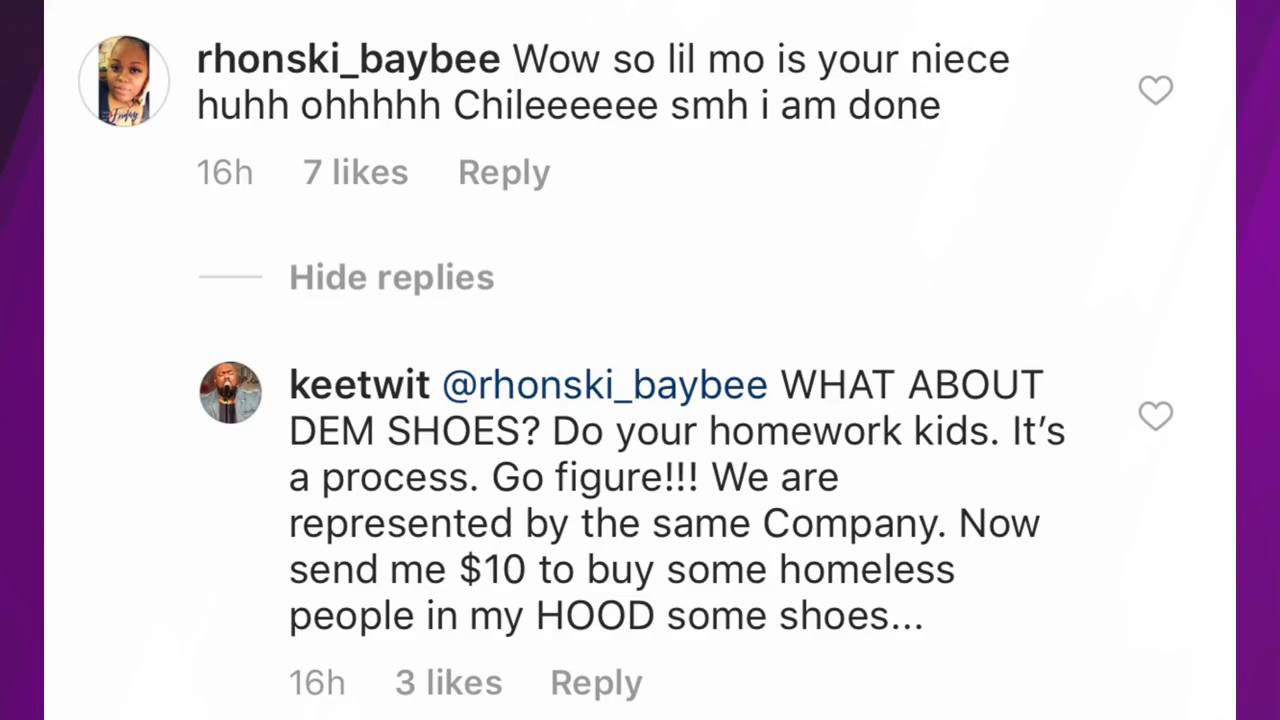 rhonski_baybee Wow so lil mo is your niece
huhh ohhhhh Chileeeeee smh i am done
16h 7 likes Reply
Hide replies
keetwit @rhonski_baybee WHAT ABOUT
DEM SHOES? Do your homework kids. It’s
a process. Go figure!!! We are
represented by the same Company. Now
send me $10 to buy some homeless
people in my HOOD some shoes...
16h 3 likes Reply